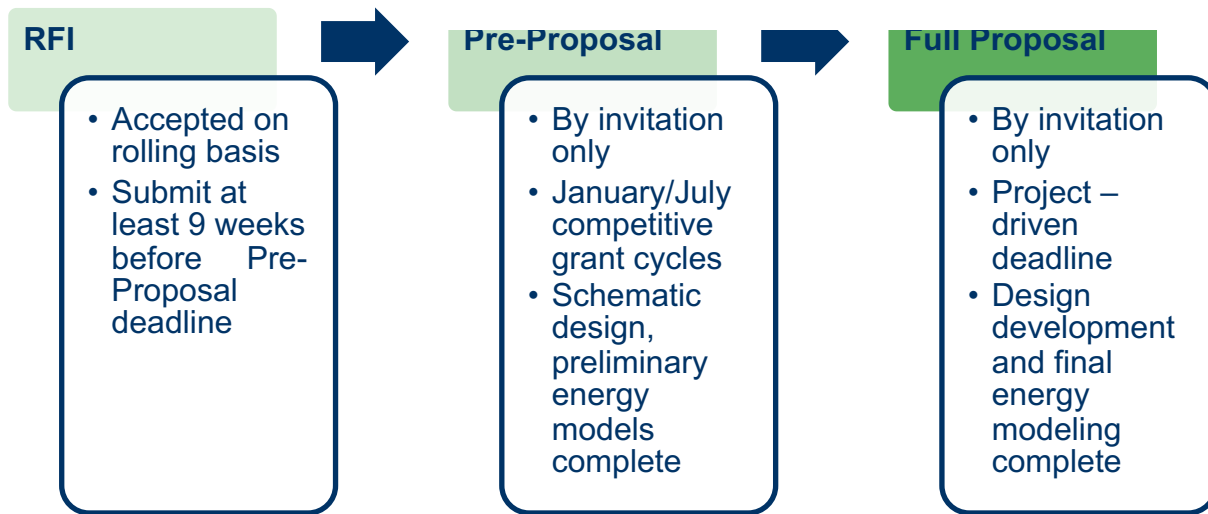 RFI
• Accepted on
rolling basis
• Submit at
least 9 weeks
before Pre-
Proposal
deadline
Pre-Proposal
• By invitation
only
• January/July
competitive
grant cycles
• Schematic
design,
preliminary
energy
models
complete
Full Proposal
• By invitation
only
• Project –
driven
deadline
• Design
development
and final
energy
modeling
complete